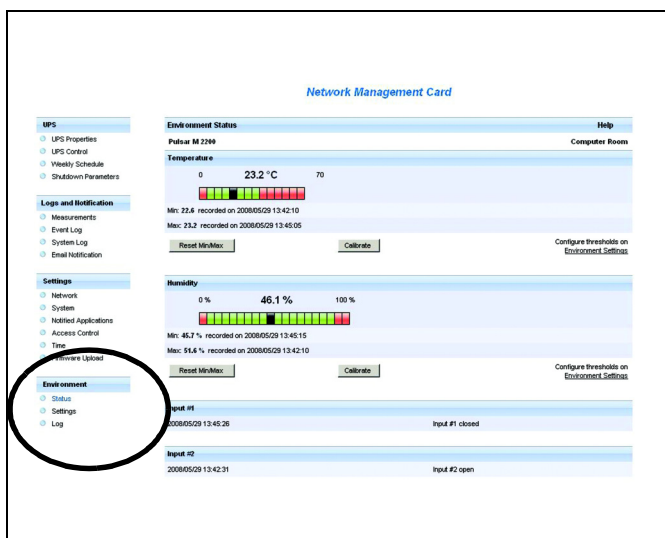 Network Management Card
UPS
UPS Properties
UPS Control
Weekly Schedule
Shutdown Parameters
Logs and Notification
Measurements
Event Log
System Log
Email Notification
Settings
Network
System
Notified Applications
Access Control
Time
Firmware Upload
Environment
Status
Settings
Log
Environment Status Help
Pulsar M 2200 Computer Room
Temperature
0 23.2 °C 70
Min: 22.6 recorded on 2008/05/29 13:42:10
Max: 23.2 recorded on 2008/05/29 13:45:05
Reset Min/Max Calibrate Configure thresholds on
Environment Settings
Humidity
0 % 46.1 % 100 %
Min: 45.7 % recorded on 2008/05/29 13:45:15
Max: 51.6 % recorded on 2008/05/29 13:42:10
Reset Min/Max Calibrate Configure thresholds on
Environment Settings
Input #1
2008/05/29 13:45:26 Input #1 closed
Input #2
2008/05/29 13:42:31 Input #2 open